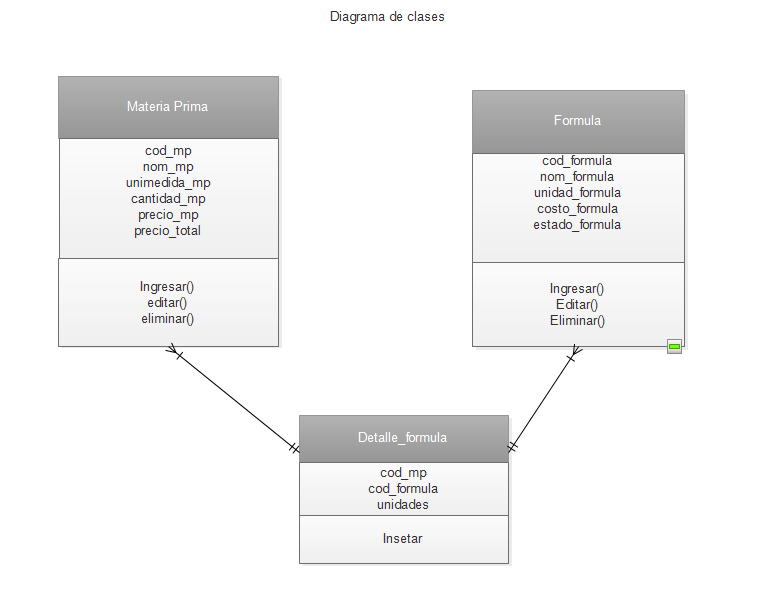 Diagrama de clases
Materia Prima
cod_mp
nom_mp
unimedida_mp
cantidad_mp
precio_mp
precio_total
Ingresar()
editar()
eliminar()
Formula
cod_formula
nom_formula
unidad_formula
costo_formula
estado_formula
Ingresar()
Editar()
Eliminar()
Detalle_formula
cod_mp
cod_formula
unidades
Insetar